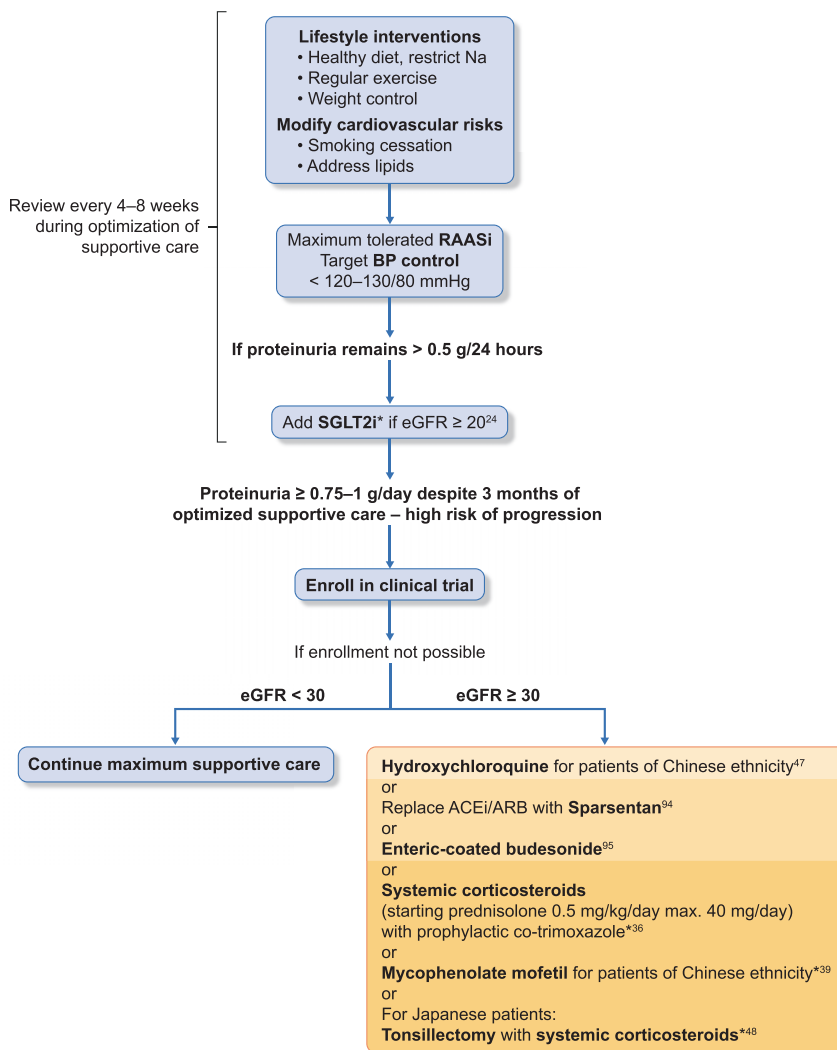 Lifestyle interventions
• Healthy diet, restrict Na
• Regular exercise
• Weight control
Modify cardiovascular risks
• Smoking cessation
• Address lipids
Review every 4–8 weeks
during optimization of
supportive care
Maximum tolerated RAASi
Target BP control
< 120–130/80 mmHg
If proteinuria remains > 0.5 g/24 hours
Add SGLT2i* if eGFR ≥ 20²⁴
Proteinuria ≥ 0.75–1 g/day despite 3 months of
optimized supportive care – high risk of progression
Enroll in clinical trial
If enrollment not possible
eGFR < 30
eGFR ≥ 30
Continue maximum supportive care
Hydroxychloroquine for patients of Chinese ethnicity⁴⁷
or
Replace ACEi/ARB with Sparsentan⁹⁴
or
Enteric-coated budesonide⁹⁵
or
Systemic corticosteroids
(starting prednisolone 0.5 mg/kg/day max. 40 mg/day)
with prophylactic co-trimoxazole*³⁶
or
Mycophenolate mofetil for patients of Chinese ethnicity*³⁹
or
For Japanese patients:
Tonsillectomy with systemic corticosteroids*⁴⁸